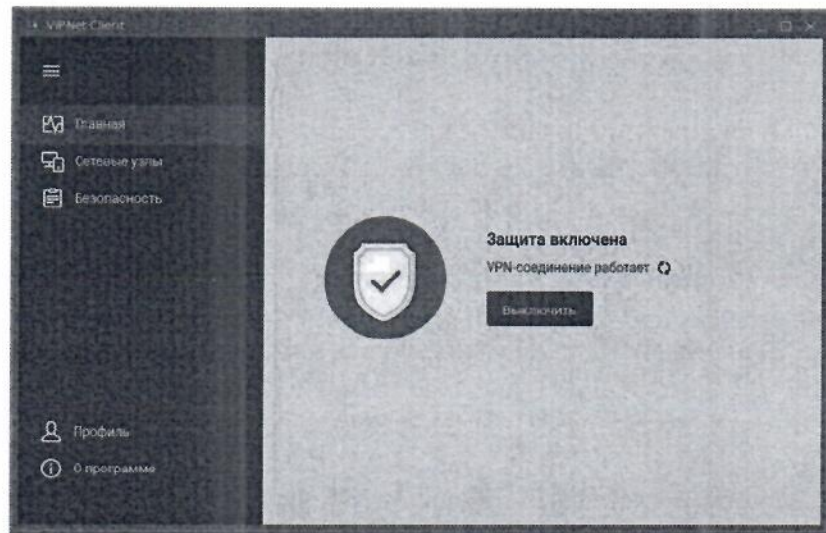 ViPNet Client
Главная
Сетевые узлы
Безопасность
Защита включена
VPN-соединение работает
Выключить
Профиль
О программе